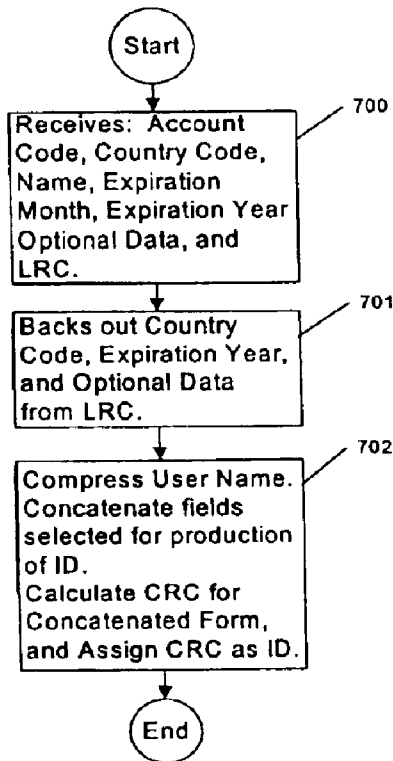 Start
700
Receives: Account
Code, Country Code,
Name, Expiration
Month, Expiration Year
Optional Data, and
LRC.
701
Backs out Country
Code, Expiration Year,
and Optional Data
from LRC.
702
Compress User Name.
Concatenate fields
selected for production
of ID.
Calculate CRC for
Concatenated Form,
and Assign CRC as ID.
End